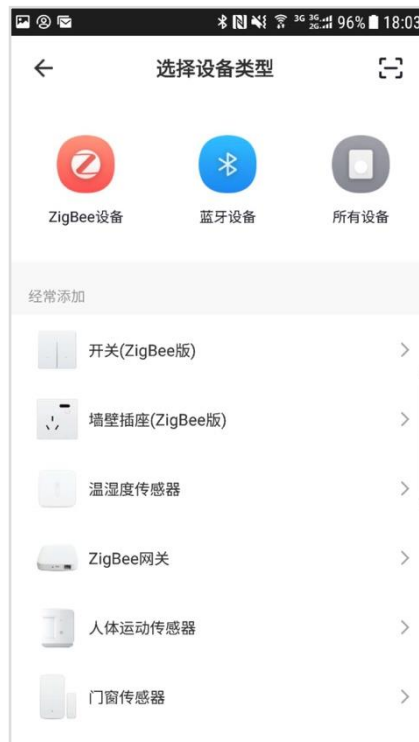 3G 3G 2G 96% 18:03
选择设备类型
ZigBee设备 蓝牙设备 所有设备
经常添加
开关(ZigBee版)
墙壁插座(ZigBee版)
温湿度传感器
ZigBee网关
人体运动传感器
门窗传感器